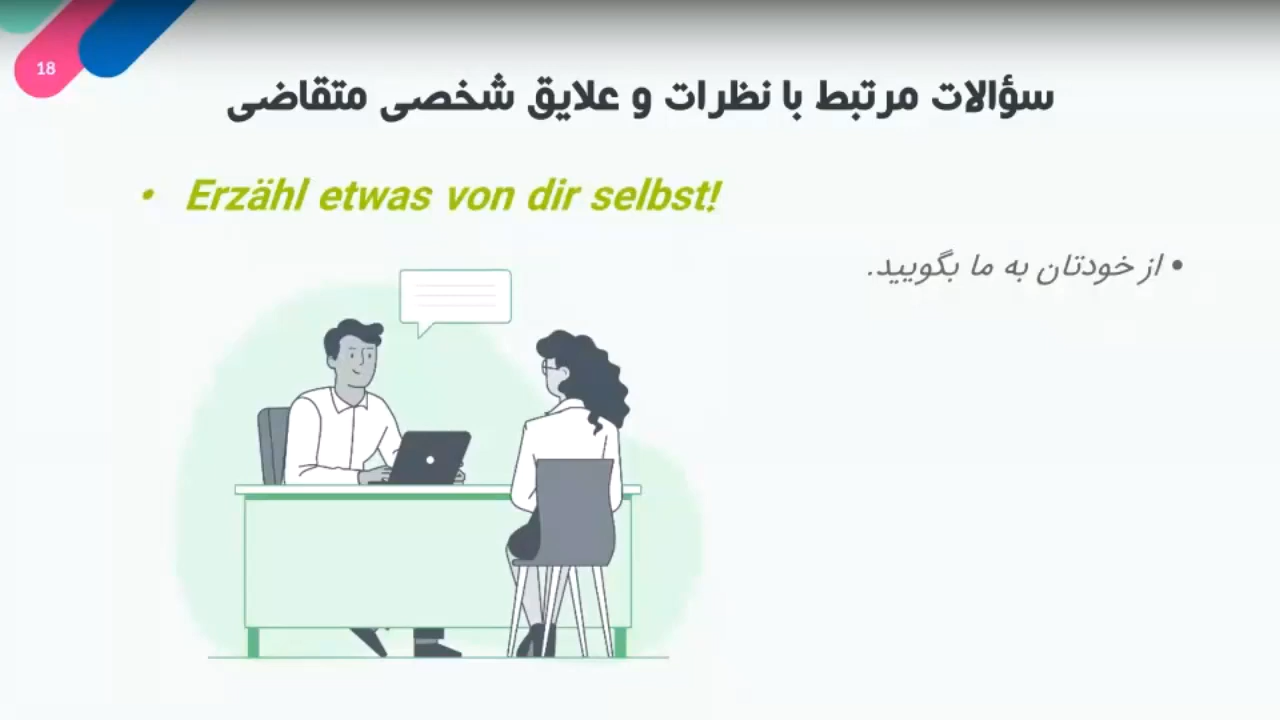 18
سؤالات مرتبط با نظرات و علایق شخصی متقاضی
• Erzähl etwas von dir selbst!
• از خودتان به ما بگویید.